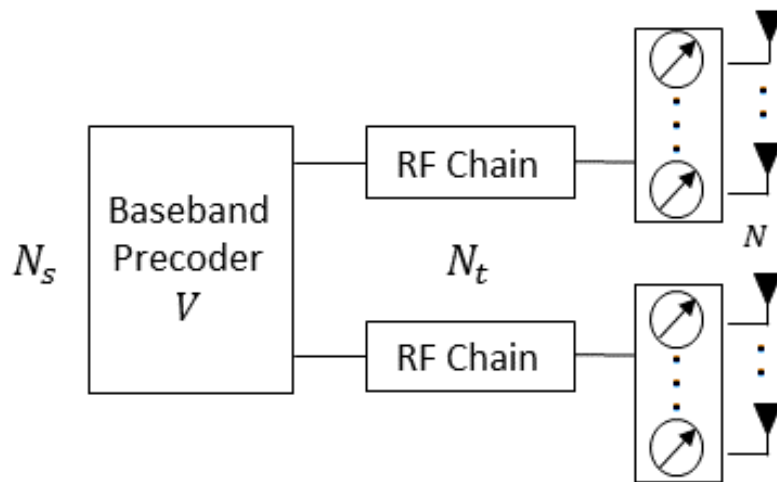 RF Chain
Baseband
Precoder
V
N_s
N_t
N
RF Chain